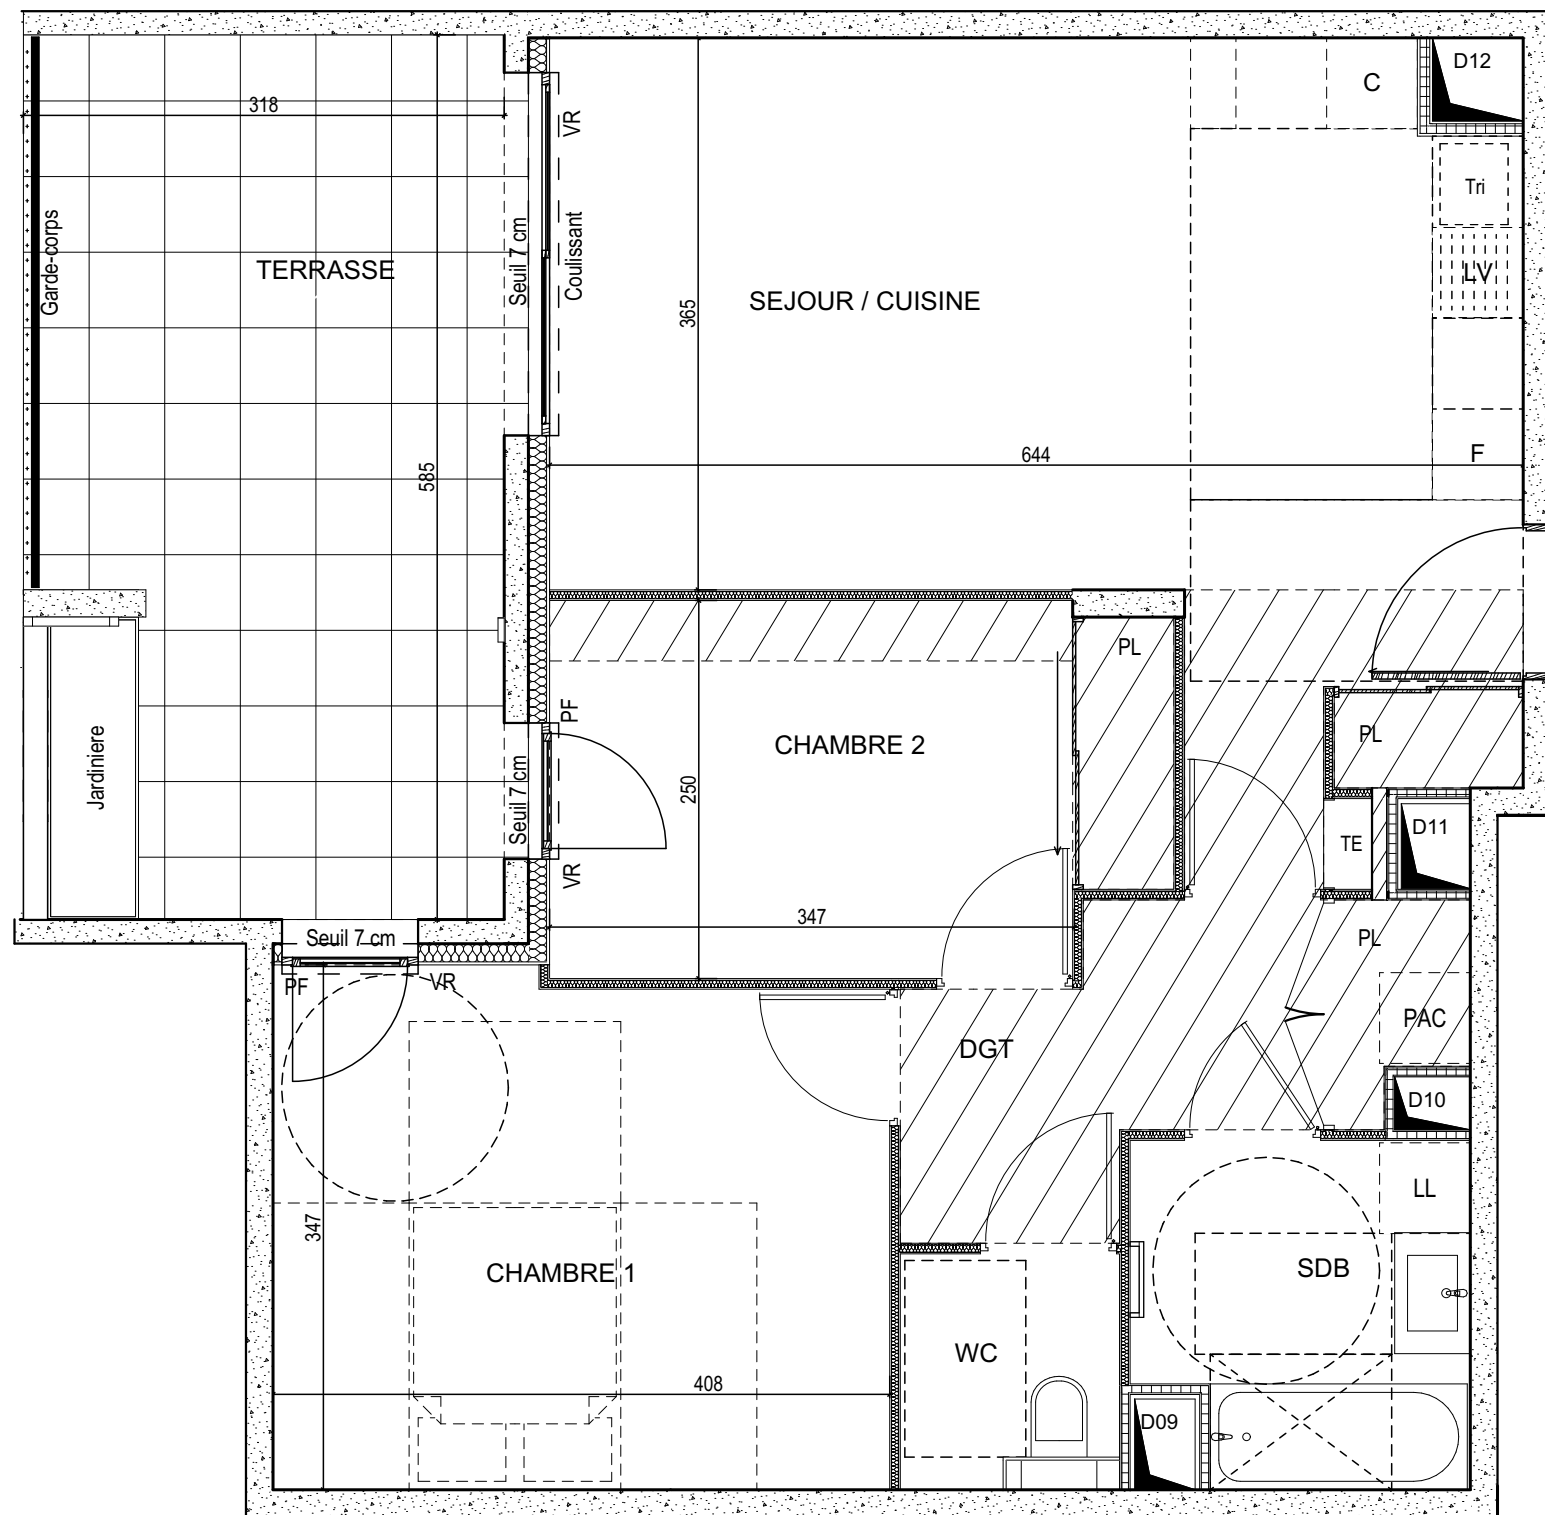 D12
C
318
VR
Tri
Garde-corps
TERRASSE
Seuil 7 cm
Coulissant
LV
SEJOUR / CUISINE
365
644
F
585
PL
PF
CHAMBRE 2
PL
Jardiniere
250
Seuil 7 cm
D11
TE
VR
347
Seuil 7 cm
PL
PF
VR
PAC
DGT
D10
LL
347
CHAMBRE 1
SDB
WC
408
D09